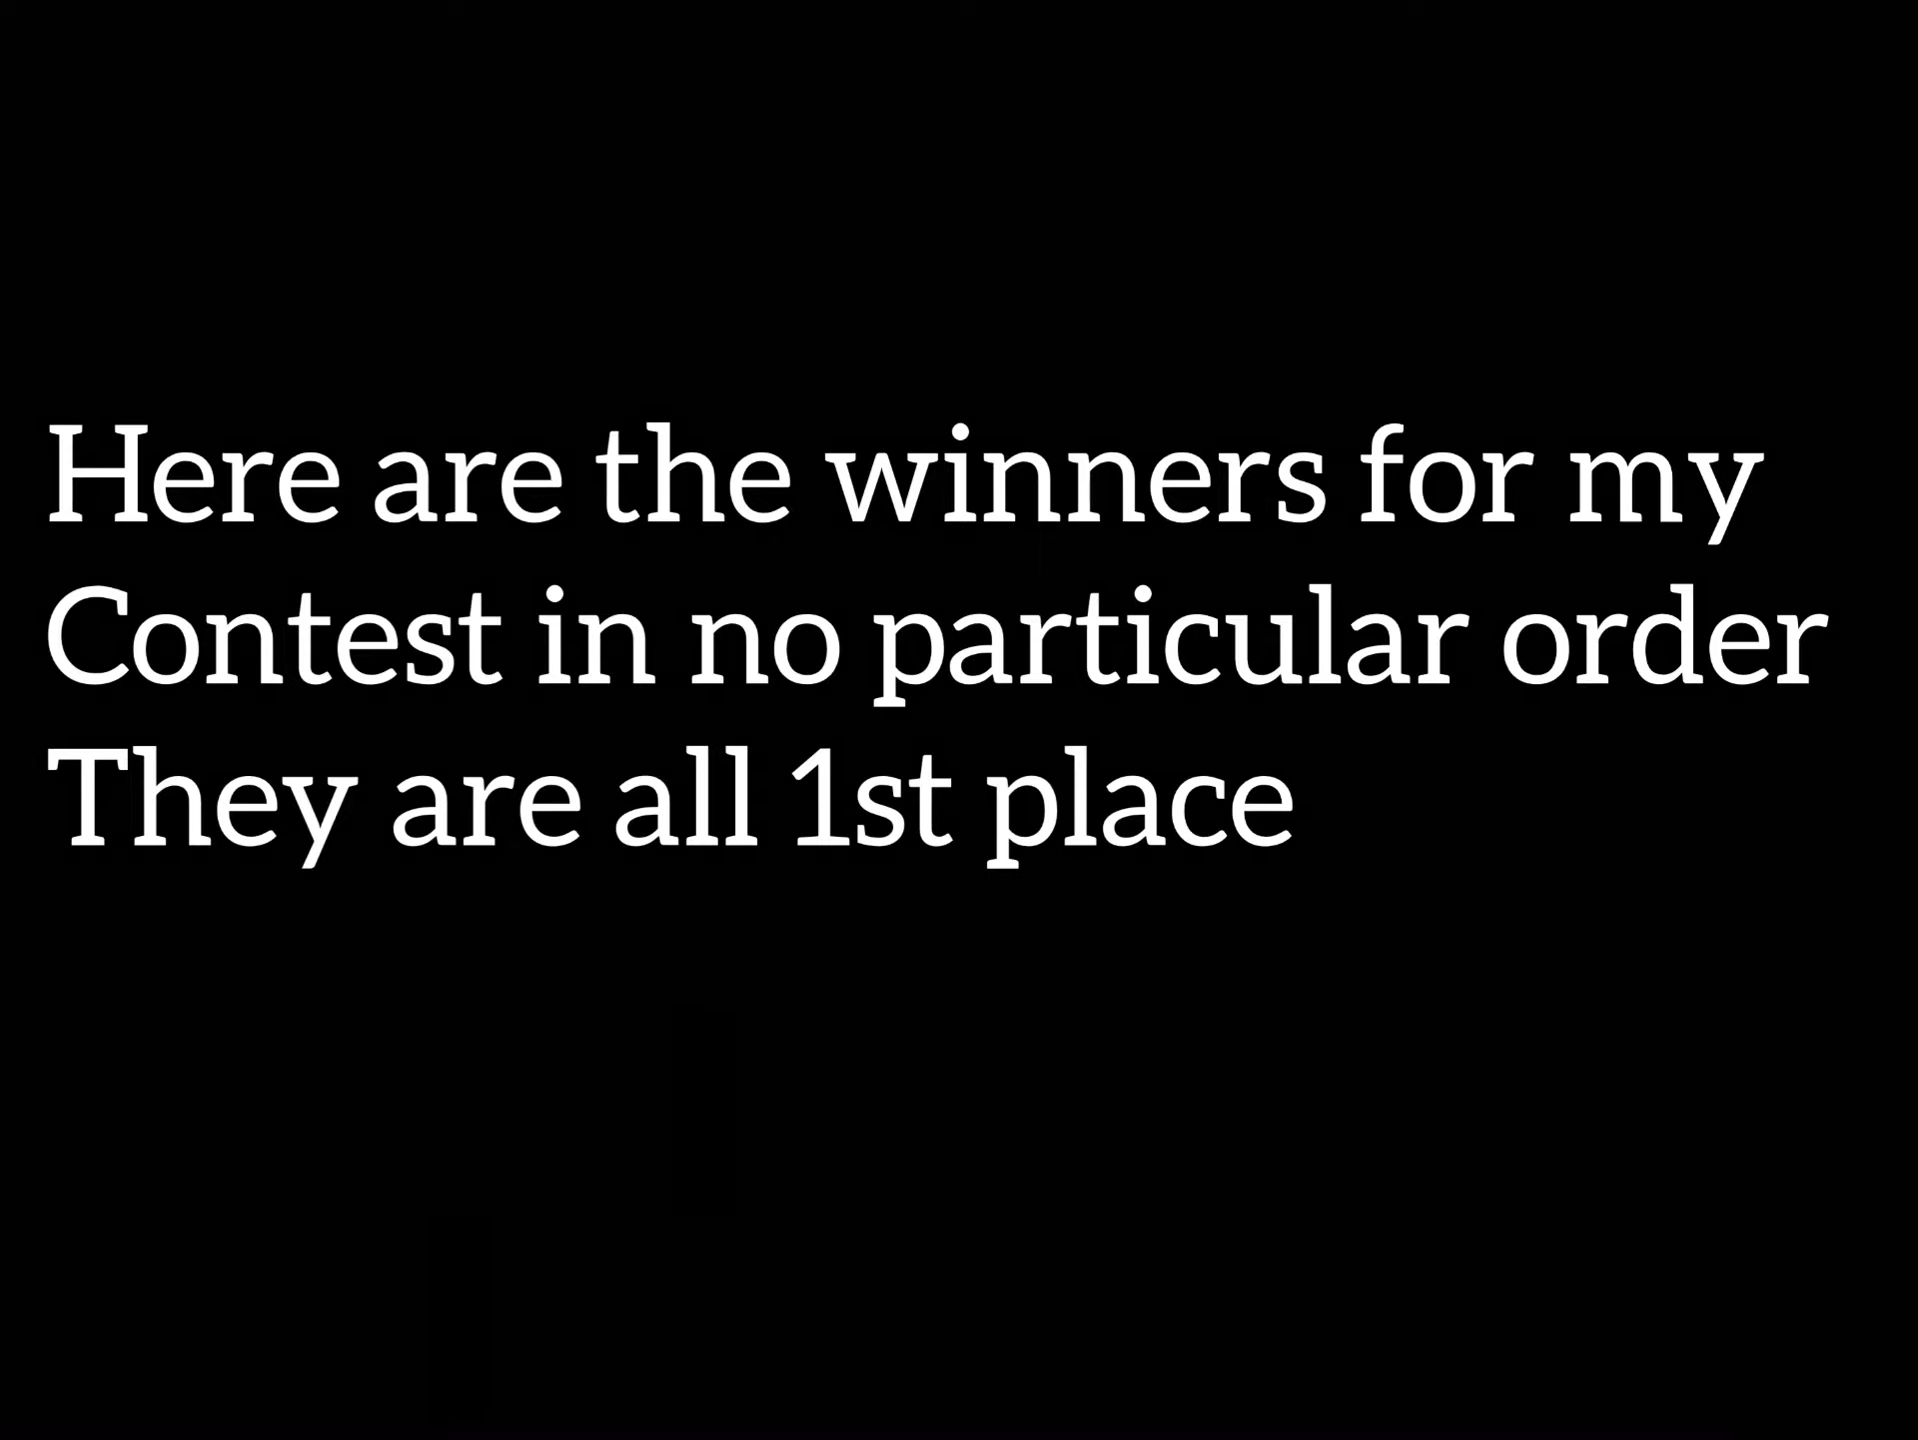 Here are the winners for my
Contest in no particular order
They are all 1st place